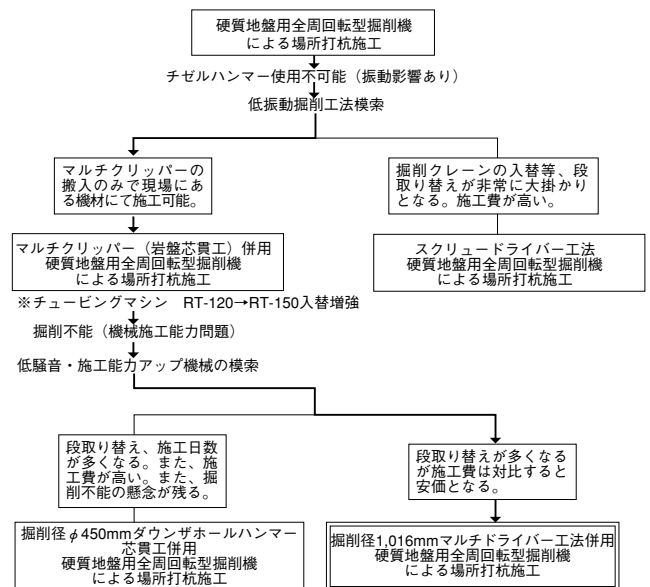 硬質地盤用全周回転型掘削機
による場所打杭施工
チゼルハンマー使用不可能（振動影響あり）
低振動掘削工法模索
マルチクリッパーの
搬入のみで現場にあ
る機材にて施工可能。
掘削クレーンの入替等、段
取り替えが非常に大掛かり
となる。施工費が高い。
マルチクリッパー（岩盤芯貫工）併用
硬質地盤用全周回転型掘削機
による場所打杭施工
スクリュードライバー工法
硬質地盤用全周回転型掘削機
による場所打杭施工
※チュービングマシン　RT-120→RT-150入替増強
掘削不能（機械施工能力問題）
低騒音・施工能力アップ機械の模索
段取り替え、施工日数
が多くなる。また、施
工費が高い。また、掘
削不能の懸念が残る。
段取り替えが多くなる
が施工費は対比すると
安価となる。
掘削径φ450mmダウンザホールハンマー
芯貫工併用
硬質地盤用全周回転型掘削機
による場所打杭施工
掘削径1,016mmマルチドライバー工法併用
硬質地盤用全周回転型掘削機
による場所打杭施工